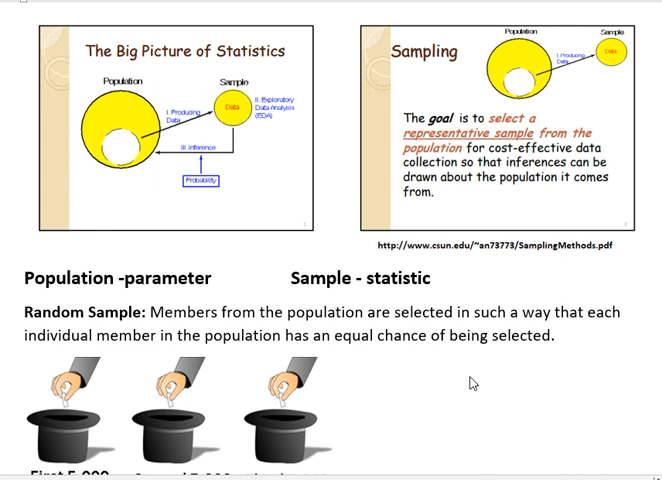 The Big Picture of Statistics
Population
Sample
Data
I. Producing
Data
II. Exploratory
Data Analysis
(EDA)
III. Inference
Probability
1
Sampling
Population
Sample
I. Producing
Data
Data
The goal is to select a
representative sample from the
population for cost-effective data
collection so that inferences can be
drawn about the population it comes
from.
http://www.csun.edu/~an73773/SamplingMethods.pdf
Population -parameter
Sample - statistic
Random Sample: Members from the population are selected in such a way that each
individual member in the population has an equal chance of being selected.
First 5,000